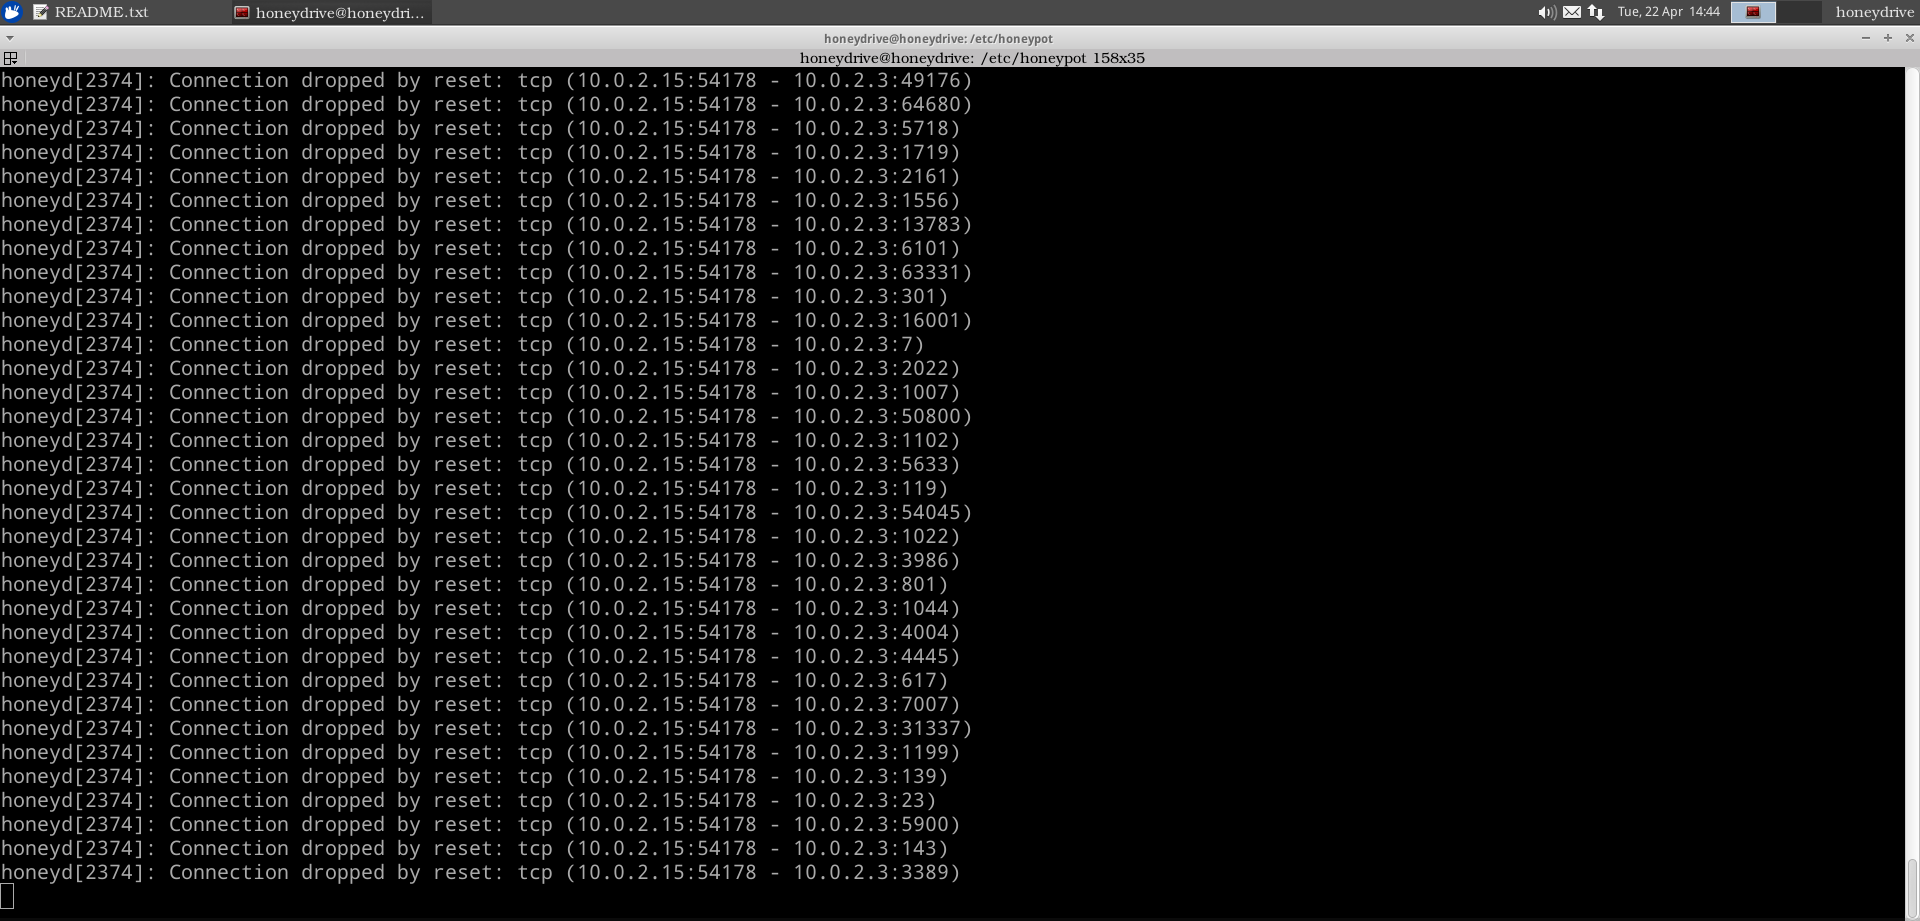 README.txt honeydrive@honeydri... Tue, 22 Apr 14:44 honeydrive
honeydrive@honeydrive: /etc/honeypot
honeydrive@honeydrive: /etc/honeypot 158x35
honeyd[2374]: Connection dropped by reset: tcp (10.0.2.15:54178 - 10.0.2.3:49176)
honeyd[2374]: Connection dropped by reset: tcp (10.0.2.15:54178 - 10.0.2.3:64680)
honeyd[2374]: Connection dropped by reset: tcp (10.0.2.15:54178 - 10.0.2.3:5718)
honeyd[2374]: Connection dropped by reset: tcp (10.0.2.15:54178 - 10.0.2.3:1719)
honeyd[2374]: Connection dropped by reset: tcp (10.0.2.15:54178 - 10.0.2.3:2161)
honeyd[2374]: Connection dropped by reset: tcp (10.0.2.15:54178 - 10.0.2.3:1556)
honeyd[2374]: Connection dropped by reset: tcp (10.0.2.15:54178 - 10.0.2.3:13783)
honeyd[2374]: Connection dropped by reset: tcp (10.0.2.15:54178 - 10.0.2.3:6101)
honeyd[2374]: Connection dropped by reset: tcp (10.0.2.15:54178 - 10.0.2.3:63331)
honeyd[2374]: Connection dropped by reset: tcp (10.0.2.15:54178 - 10.0.2.3:301)
honeyd[2374]: Connection dropped by reset: tcp (10.0.2.15:54178 - 10.0.2.3:16001)
honeyd[2374]: Connection dropped by reset: tcp (10.0.2.15:54178 - 10.0.2.3:7)
honeyd[2374]: Connection dropped by reset: tcp (10.0.2.15:54178 - 10.0.2.3:2022)
honeyd[2374]: Connection dropped by reset: tcp (10.0.2.15:54178 - 10.0.2.3:1007)
honeyd[2374]: Connection dropped by reset: tcp (10.0.2.15:54178 - 10.0.2.3:50800)
honeyd[2374]: Connection dropped by reset: tcp (10.0.2.15:54178 - 10.0.2.3:1102)
honeyd[2374]: Connection dropped by reset: tcp (10.0.2.15:54178 - 10.0.2.3:5633)
honeyd[2374]: Connection dropped by reset: tcp (10.0.2.15:54178 - 10.0.2.3:119)
honeyd[2374]: Connection dropped by reset: tcp (10.0.2.15:54178 - 10.0.2.3:54045)
honeyd[2374]: Connection dropped by reset: tcp (10.0.2.15:54178 - 10.0.2.3:1022)
honeyd[2374]: Connection dropped by reset: tcp (10.0.2.15:54178 - 10.0.2.3:3986)
honeyd[2374]: Connection dropped by reset: tcp (10.0.2.15:54178 - 10.0.2.3:801)
honeyd[2374]: Connection dropped by reset: tcp (10.0.2.15:54178 - 10.0.2.3:1044)
honeyd[2374]: Connection dropped by reset: tcp (10.0.2.15:54178 - 10.0.2.3:4004)
honeyd[2374]: Connection dropped by reset: tcp (10.0.2.15:54178 - 10.0.2.3:4445)
honeyd[2374]: Connection dropped by reset: tcp (10.0.2.15:54178 - 10.0.2.3:617)
honeyd[2374]: Connection dropped by reset: tcp (10.0.2.15:54178 - 10.0.2.3:7007)
honeyd[2374]: Connection dropped by reset: tcp (10.0.2.15:54178 - 10.0.2.3:31337)
honeyd[2374]: Connection dropped by reset: tcp (10.0.2.15:54178 - 10.0.2.3:1199)
honeyd[2374]: Connection dropped by reset: tcp (10.0.2.15:54178 - 10.0.2.3:139)
honeyd[2374]: Connection dropped by reset: tcp (10.0.2.15:54178 - 10.0.2.3:23)
honeyd[2374]: Connection dropped by reset: tcp (10.0.2.15:54178 - 10.0.2.3:5900)
honeyd[2374]: Connection dropped by reset: tcp (10.0.2.15:54178 - 10.0.2.3:143)
honeyd[2374]: Connection dropped by reset: tcp (10.0.2.15:54178 - 10.0.2.3:3389)